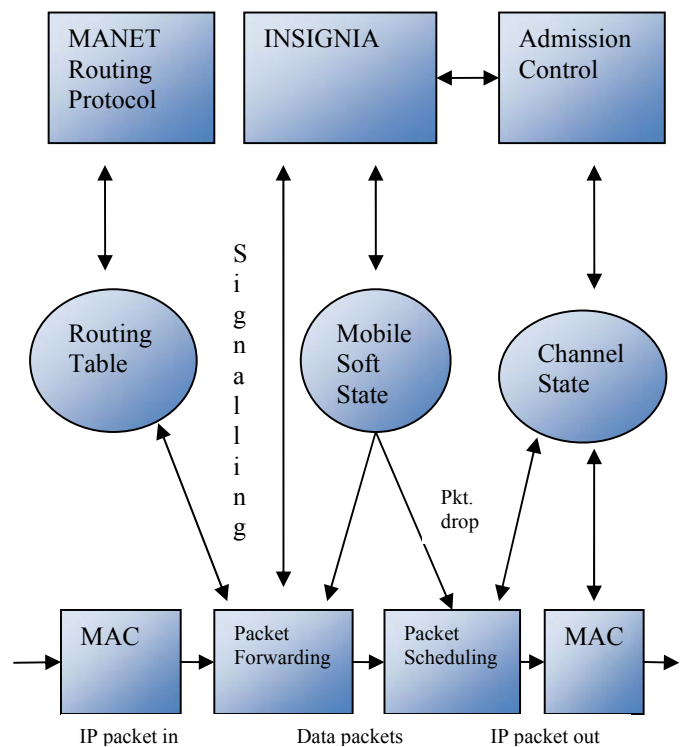 MANET
Routing
Protocol
INSIGNIA
Admission
Control
Signalling
Routing
Table
Mobile
Soft
State
Channel
State
Pkt.
drop
MAC
Packet
Forwarding
Packet
Scheduling
MAC
IP packet in
Data packets
IP packet out